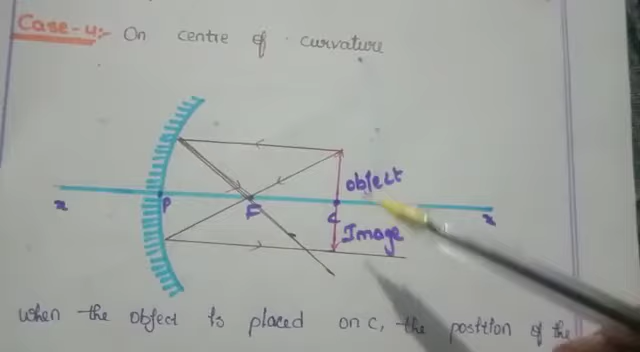 Case-4:- On centre of curvature
object
x P F C x
Image
when the object is placed on C, the position of the